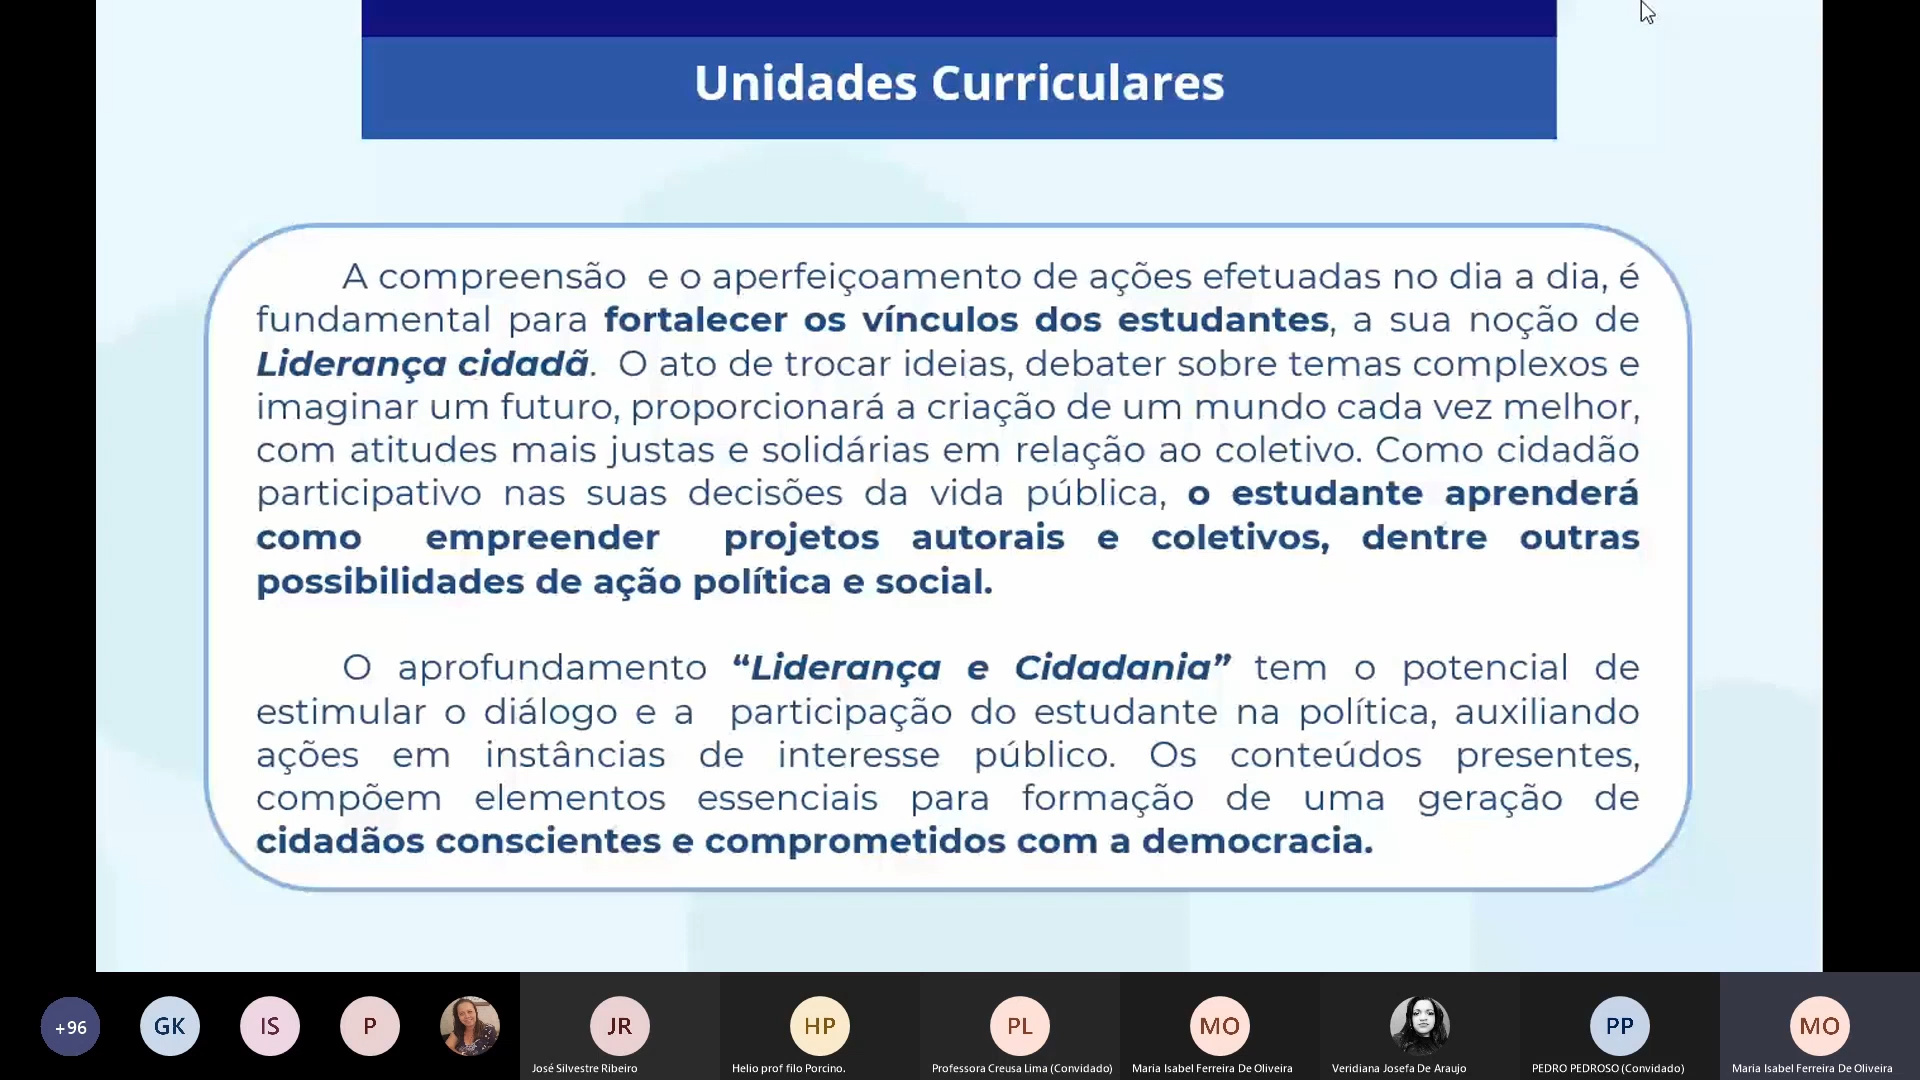 Unidades Curriculares
A compreensão e o aperfeiçoamento de ações efetuadas no dia a dia, é
fundamental para fortalecer os vínculos dos estudantes, a sua noção de
Liderança cidadã. O ato de trocar ideias, debater sobre temas complexos e
imaginar um futuro, proporcionará a criação de um mundo cada vez melhor,
com atitudes mais justas e solidárias em relação ao coletivo. Como cidadão
participativo nas suas decisões da vida pública, o estudante aprenderá
como empreender projetos autorais e coletivos, dentre outras
possibilidades de ação política e social.
O aprofundamento “Liderança e Cidadania” tem o potencial de
estimular o diálogo e a participação do estudante na política, auxiliando
ações em instâncias de interesse público. Os conteúdos presentes,
compõem elementos essenciais para formação de uma geração de
cidadãos conscientes e comprometidos com a democracia.
+96 GK IS P JR HP PL MO PP MO
José Silvestre Ribeiro Helio prof filo Porcino. Professora Creusa Lima (Convidado) Maria Isabel Ferreira De Oliveira Veridiana Josefa De Araujo PEDRO PEDROSO (Convidado) Maria Isabel Ferreira De Oliveira